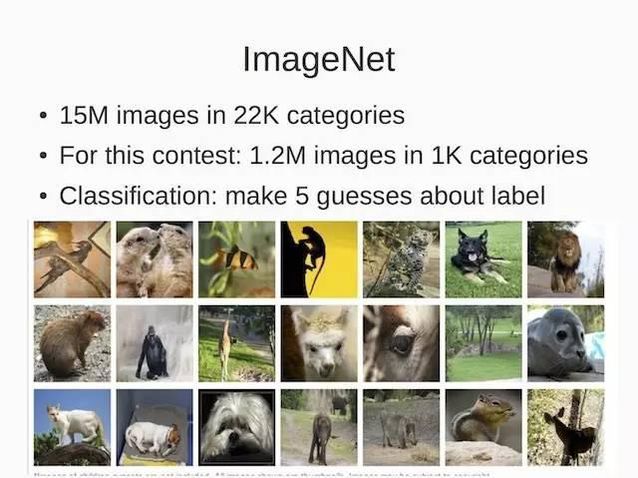 ImageNet
• 15M images in 22K categories
• For this contest: 1.2M images in 1K categories
• Classification: make 5 guesses about label